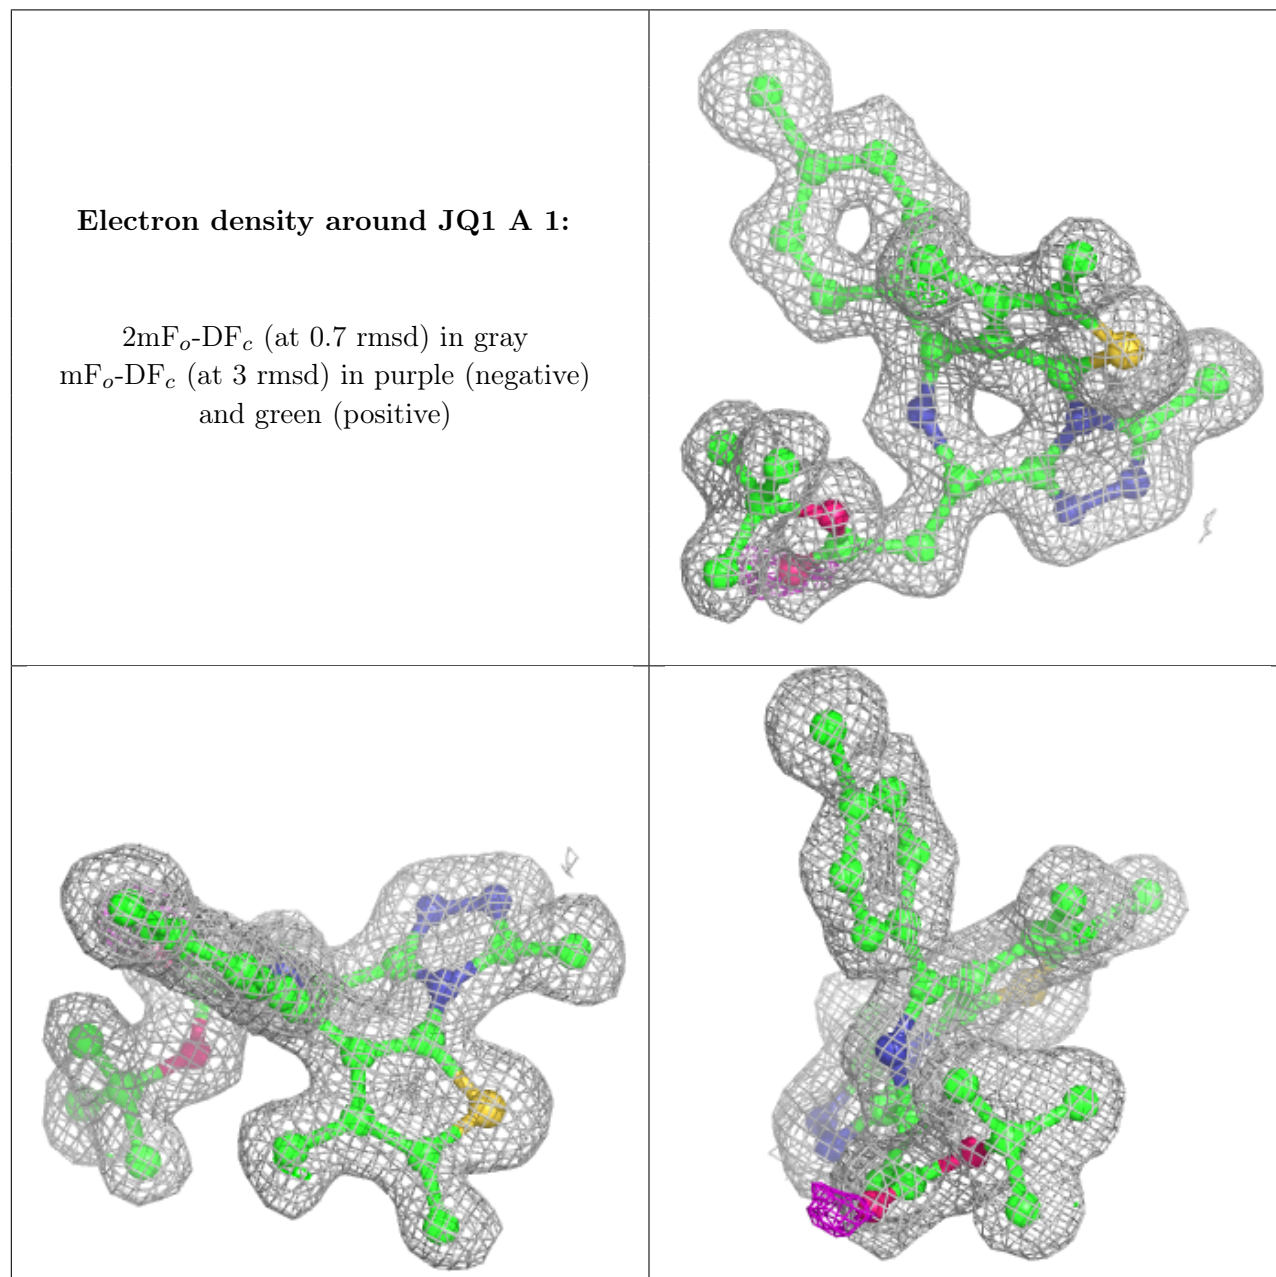 Electron density around JQ1 A 1:
2mFo-DFc (at 0.7 rmsd) in gray
mFo-DFc (at 3 rmsd) in purple (negative)
and green (positive)